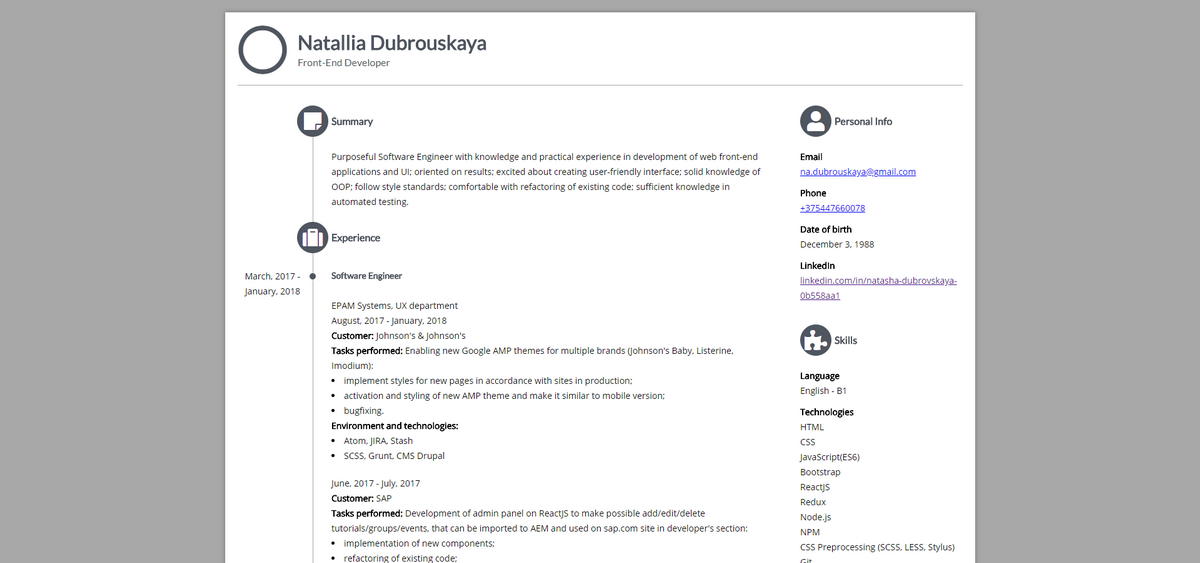 Natallia Dubrouskaya
Front-End Developer
Summary
Purposeful Software Engineer with knowledge and practical experience in development of web front-end
applications and UI; oriented on results; excited about creating user-friendly interface; solid knowledge of
OOP; follow style standards; comfortable with refactoring of existing code; sufficient knowledge in
automated testing.
Experience
March, 2017 -
January, 2018
Software Engineer
EPAM Systems, UX department
August, 2017 - January, 2018
Customer: Johnson's & Johnson's
Tasks performed: Enabling new Google AMP themes for multiple brands (Johnson's Baby, Listerine,
Imodium):
• implement styles for new pages in accordance with sites in production;
• activation and styling of new AMP theme and make it similar to mobile version;
• bugfixing.
Environment and technologies:
• Atom, JIRA, Stash
• SCSS, Grunt, CMS Drupal
June, 2017 - July, 2017
Customer: SAP
Tasks performed: Development of admin panel on ReactJS to make possible add/edit/delete
tutorials/groups/events, that can be imported to AEM and used on sap.com site in developer's section:
• implementation of new components;
• refactoring of existing code;
Personal Info
Email
na.dubrouskaya@gmail.com
Phone
+375447660078
Date of birth
December 3, 1988
LinkedIn
linkedin.com/in/natasha-dubrovskaya-
0b558aa1
Skills
Language
English - B1
Technologies
HTML
CSS
JavaScript(ES6)
Bootstrap
ReactJS
Redux
Node.js
NPM
CSS Preprocessing (SCSS, LESS, Stylus)
Git